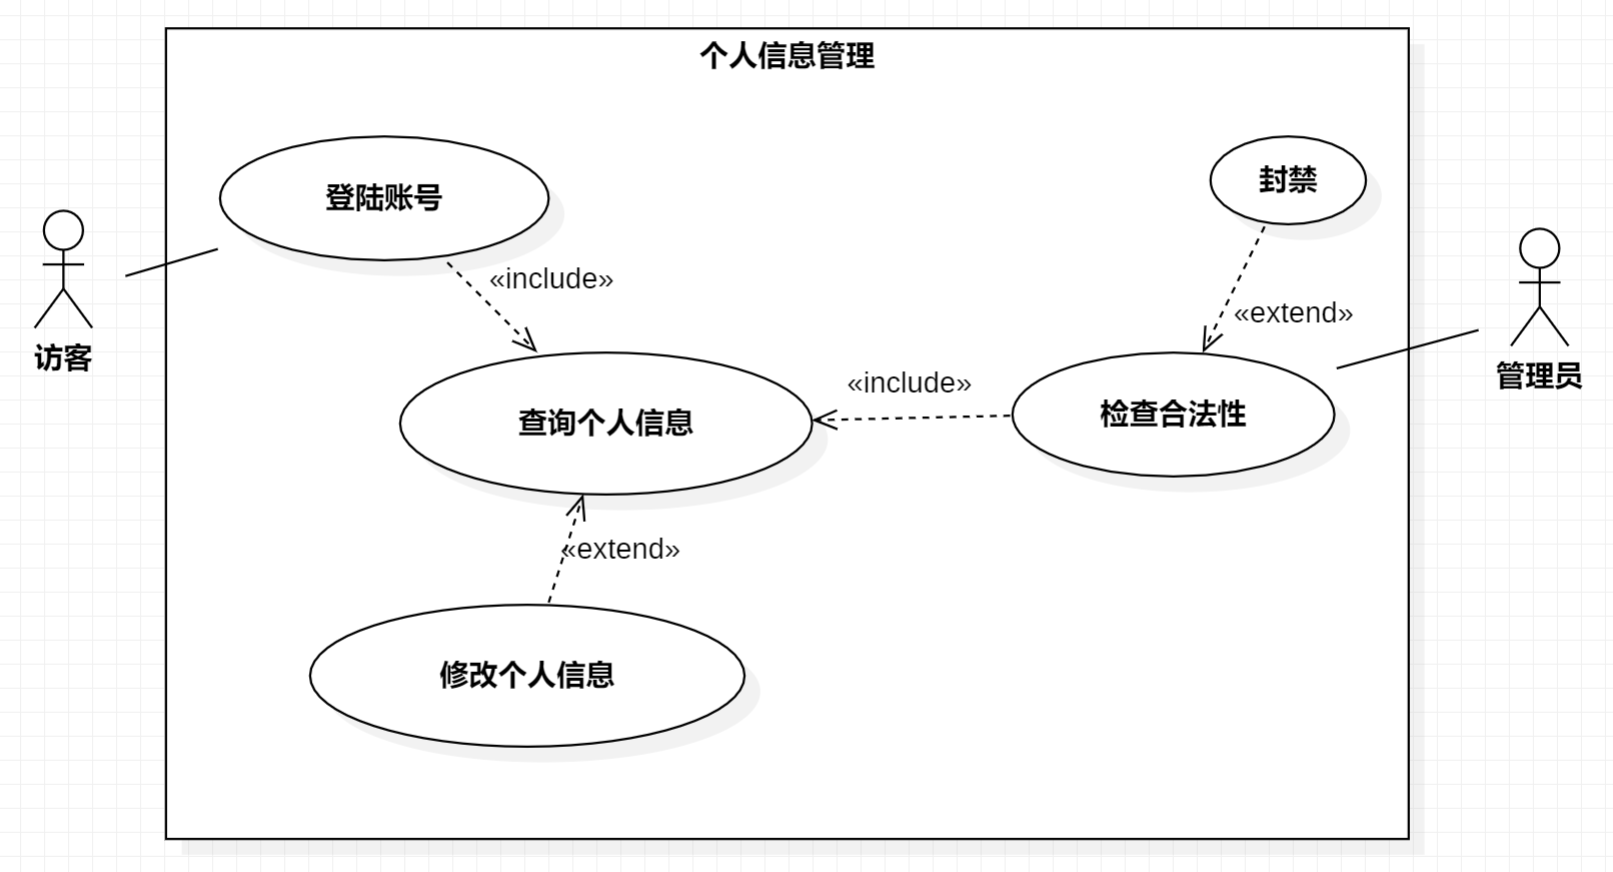 个人信息管理
登陆账号
封禁
«include»
«extend»
访客
«include»
管理员
查询个人信息
检查合法性
«extend»
修改个人信息